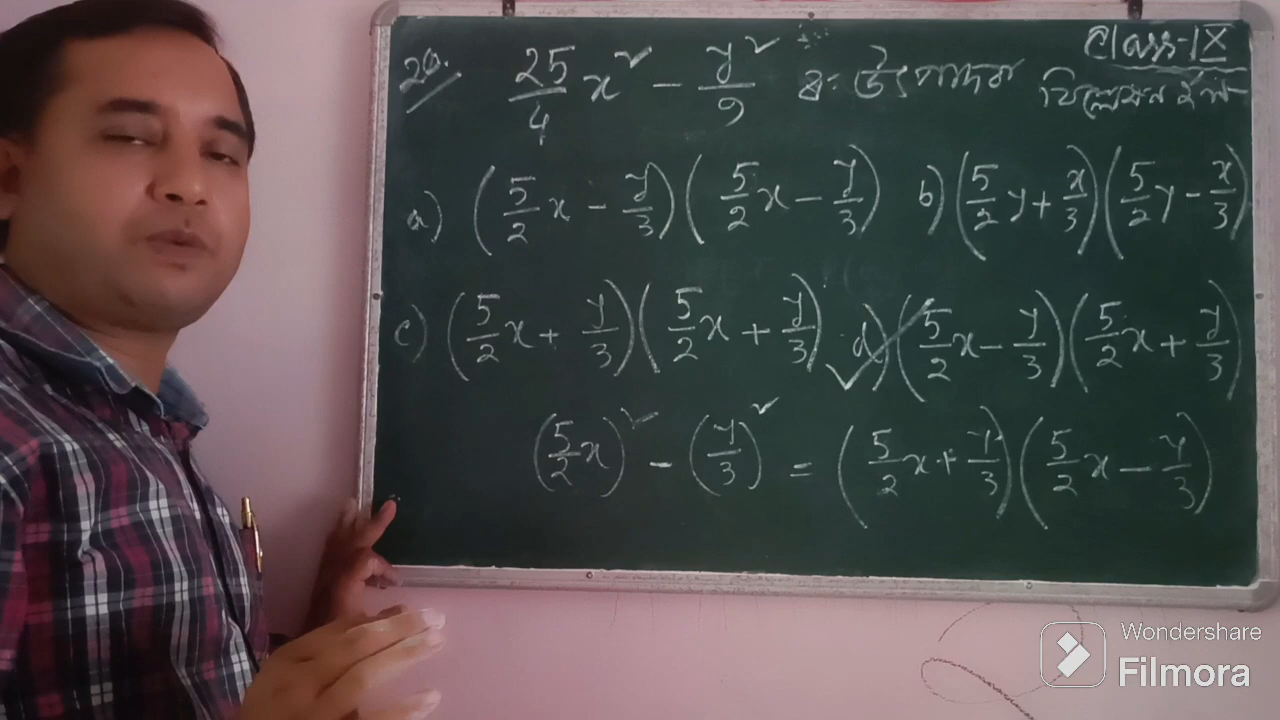 Class-IX
20. 25/4 x² - y²/9 ৰ: উৎপাদক বিশ্লেষন হ'ল-
a) (5/2 x - y/3)(5/2 x - y/3) b) (5/2 y + x/3)(5/2 y - x/3)
c) (5/2 x + y/3)(5/2 x + y/3) d) (5/2 x - y/3)(5/2 x + y/3)
(5/2 x)² - (y/3)² = (5/2 x + y/3)(5/2 x - y/3)
Wondershare
Filmora